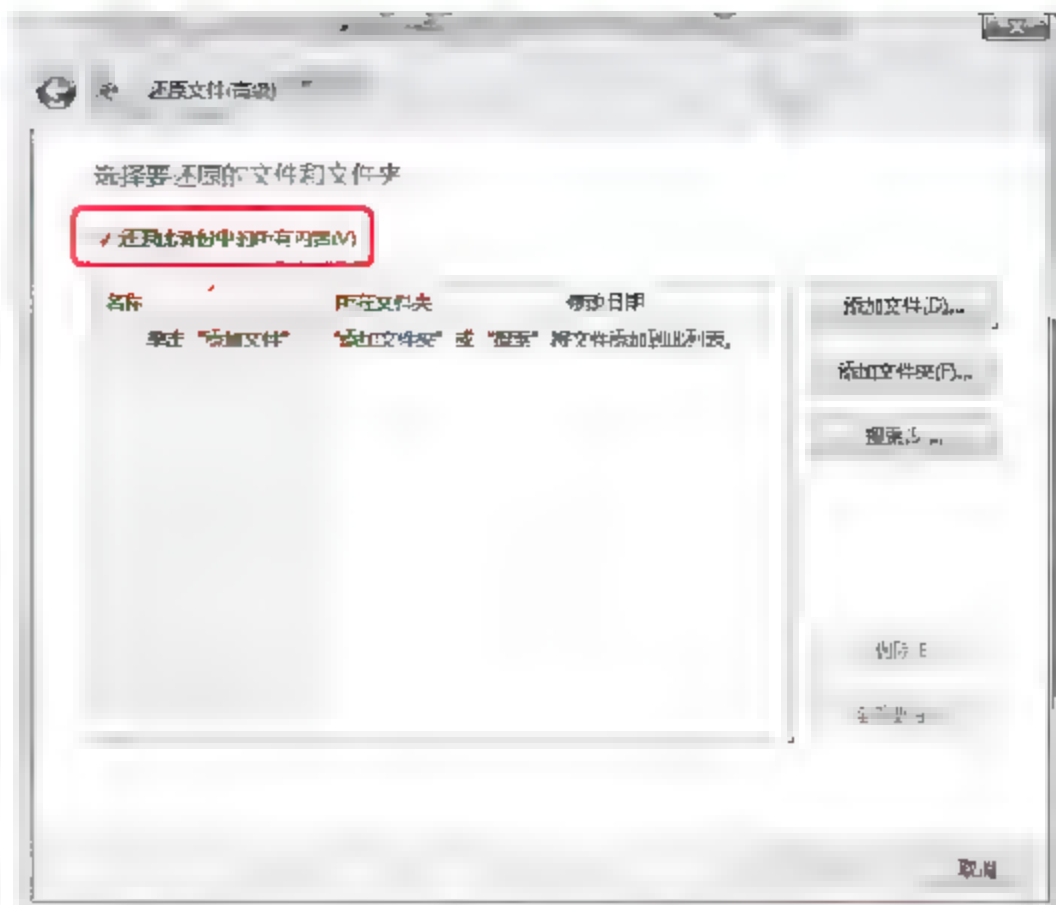 还原文件(高级)
选择要还原的文件和文件夹
还原此备份中的所有内容(V)
名称 所在文件夹 修改日期
单击 "添加文件" "添加文件夹" 或 "搜索" 将文件添加到此列表。
添加文件(D)...
添加文件夹(F)...
搜索(S)...
取消